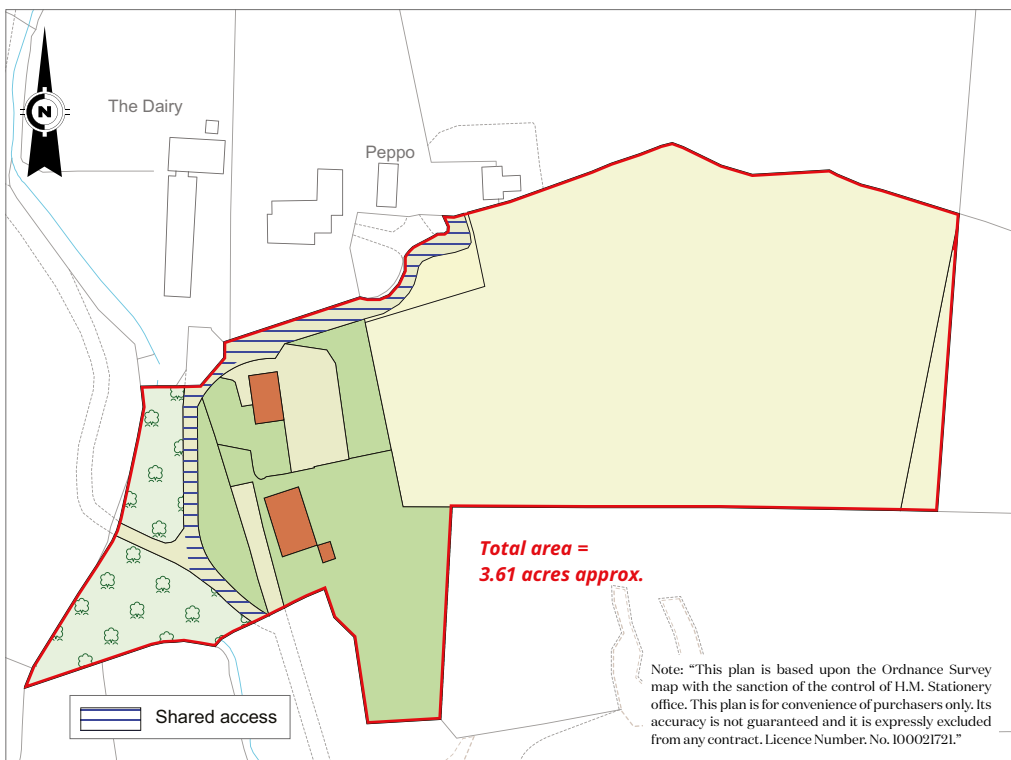 N
The Dairy
Peppo
Total area =
3.61 acres approx.
Shared access
Note: “This plan is based upon the Ordnance Survey
map with the sanction of the control of H.M. Stationery
office. This plan is for convenience of purchasers only. Its
accuracy is not guaranteed and it is expressly excluded
from any contract. Licence Number. No. 100021721.”